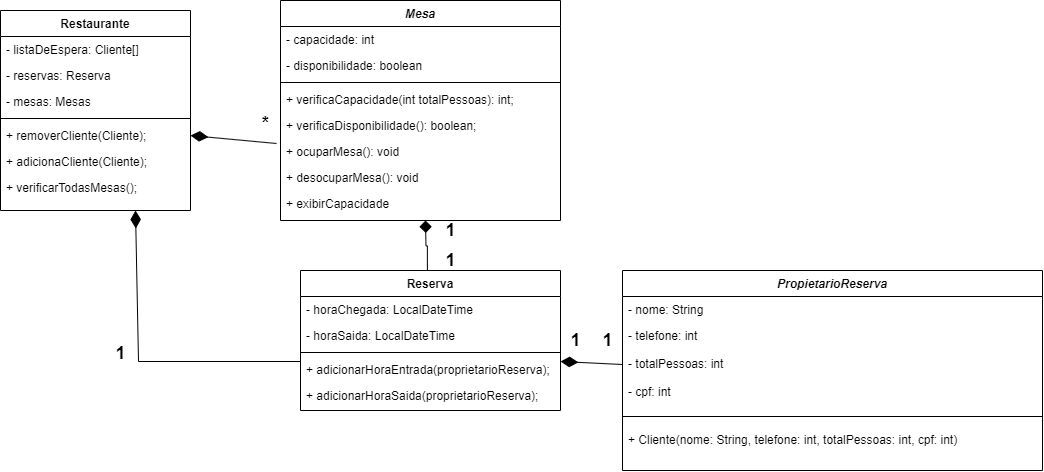 Restaurante
- listaDeEspera: Cliente[]
- reservas: Reserva
- mesas: Mesas
+ removerCliente(Cliente);
+ adicionaCliente(Cliente);
+ verificarTodasMesas();
*
Mesa
- capacidade: int
- disponibilidade: boolean
+ verificaCapacidade(int totalPessoas): int;
+ verificaDisponibilidade(): boolean;
+ ocuparMesa(): void
+ desocuparMesa(): void
+ exibirCapacidade
1
1
1
Reserva
- horaChegada: LocalDateTime
- horaSaida: LocalDateTime
+ adicionarHoraEntrada(proprietarioReserva);
+ adicionarHoraSaida(proprietarioReserva);
1
1
PropietarioReserva
- nome: String
- telefone: int
- totalPessoas: int
- cpf: int
+ Cliente(nome: String, telefone: int, totalPessoas: int, cpf: int)